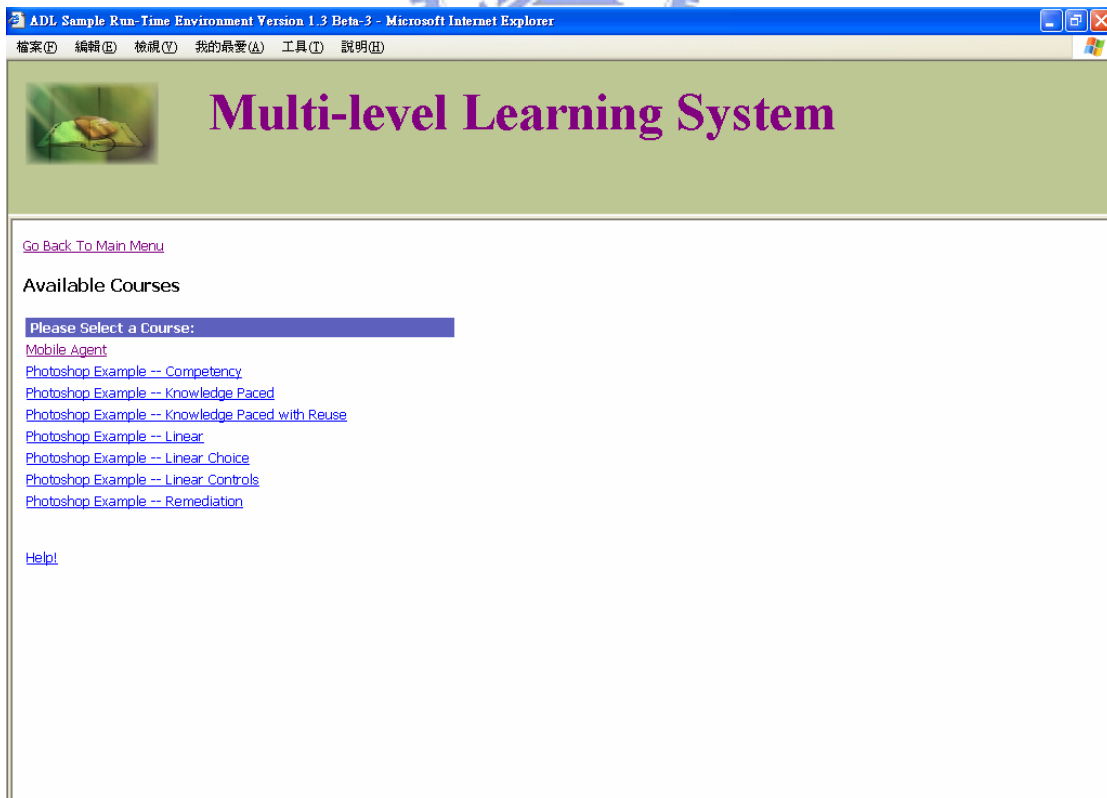 ADL Sample Run-Time Environment Version 1.3 Beta-3 - Microsoft Internet Explorer
檔案(F) 編輯(E) 檢視(V) 我的最愛(A) 工具(T) 說明(H)
Multi-level Learning System
Go Back To Main Menu
Available Courses
Please Select a Course:
Mobile Agent
Photoshop Example -- Competency
Photoshop Example -- Knowledge Paced
Photoshop Example -- Knowledge Paced with Reuse
Photoshop Example -- Linear
Photoshop Example -- Linear Choice
Photoshop Example -- Linear Controls
Photoshop Example -- Remediation
Help!